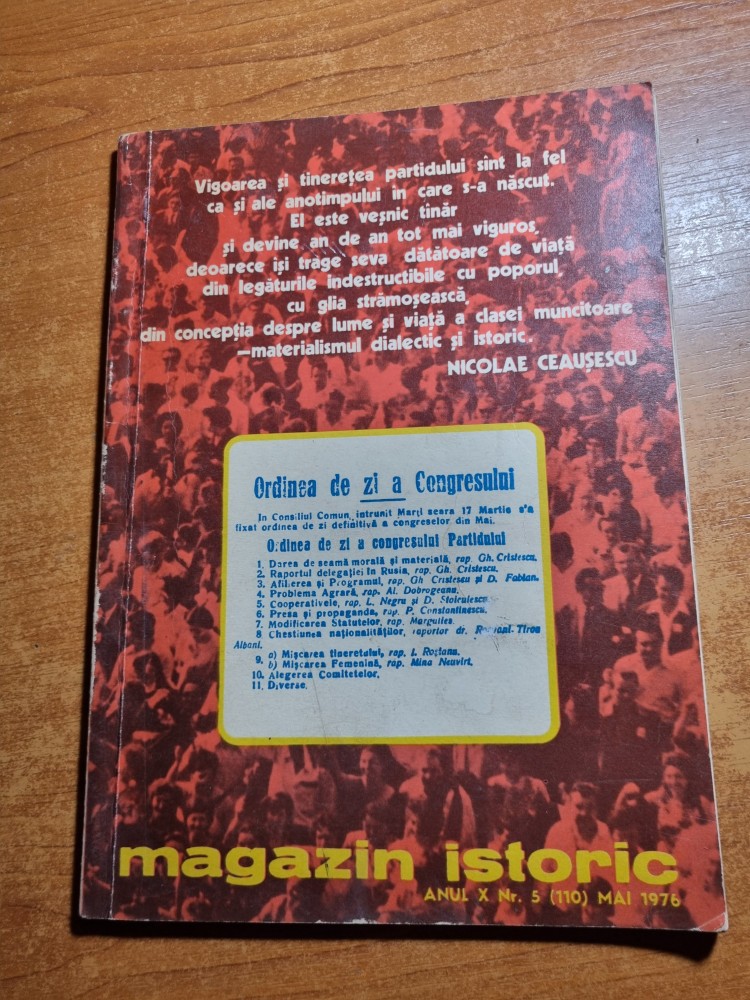 Vigoarea și tinerețea partidului sint la fel
ca și ale anotimpului in care s-a născut.
El este veșnic tînăr
și devine an de an tot mai viguros,
deoarece iși trage seva dătătoare de viață
din legăturile indestructibile cu poporul,
cu glia strămoșească,
din concepția despre lume și viață a clasei muncitoare
—materialismul dialectic și istoric.
NICOLAE CEAUȘESCU
Ordinea de zi a Congresului
In Consiliul Comun, intrunit Marți seara 17 Martie s'a
fixat ordinea de zi definitivă a congreselor din Mai.
Ordinea de zi a congresului Partidului
1. Darea de seamă morală și materială, rap. Gh. Cristescu.
2. Raportul delegației în Rusia, rap. Gh. Cristescu.
3. Afilierea și Programul, rap. Gh Cristescu și D. Fabian.
4. Problema Agrară, rap. Al. Dobrogeanu.
5. Cooperativele, rap. L. Negru și D. Stoiculescu.
6. Presa și propaganda, rap. P. Constantinescu.
7. Modificarea Statutelor, rap. Margulies.
8 Chestiunea naționalităților, raportor dr. Tiron
Albani.
9. a) Mișcarea tineretului, rap. I. Roșianu.
b) Mișcarea Femenină, rap. Mina Neuvirt.
10. Alegerea Comitetelor.
11. Diverse.
magazin istoric
ANUL X Nr. 5 (110) MAI 1976